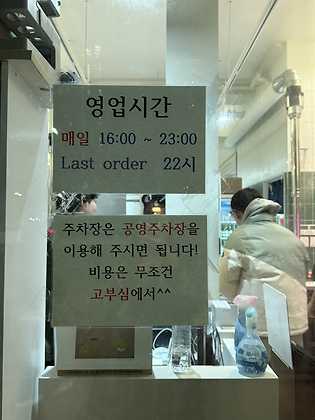 영업시간
매일 16:00 ~ 23:00
Last order 22시
주차장은 공영주차장을
이용해 주시면 됩니다!
비용은 무조건
고부심에서^^